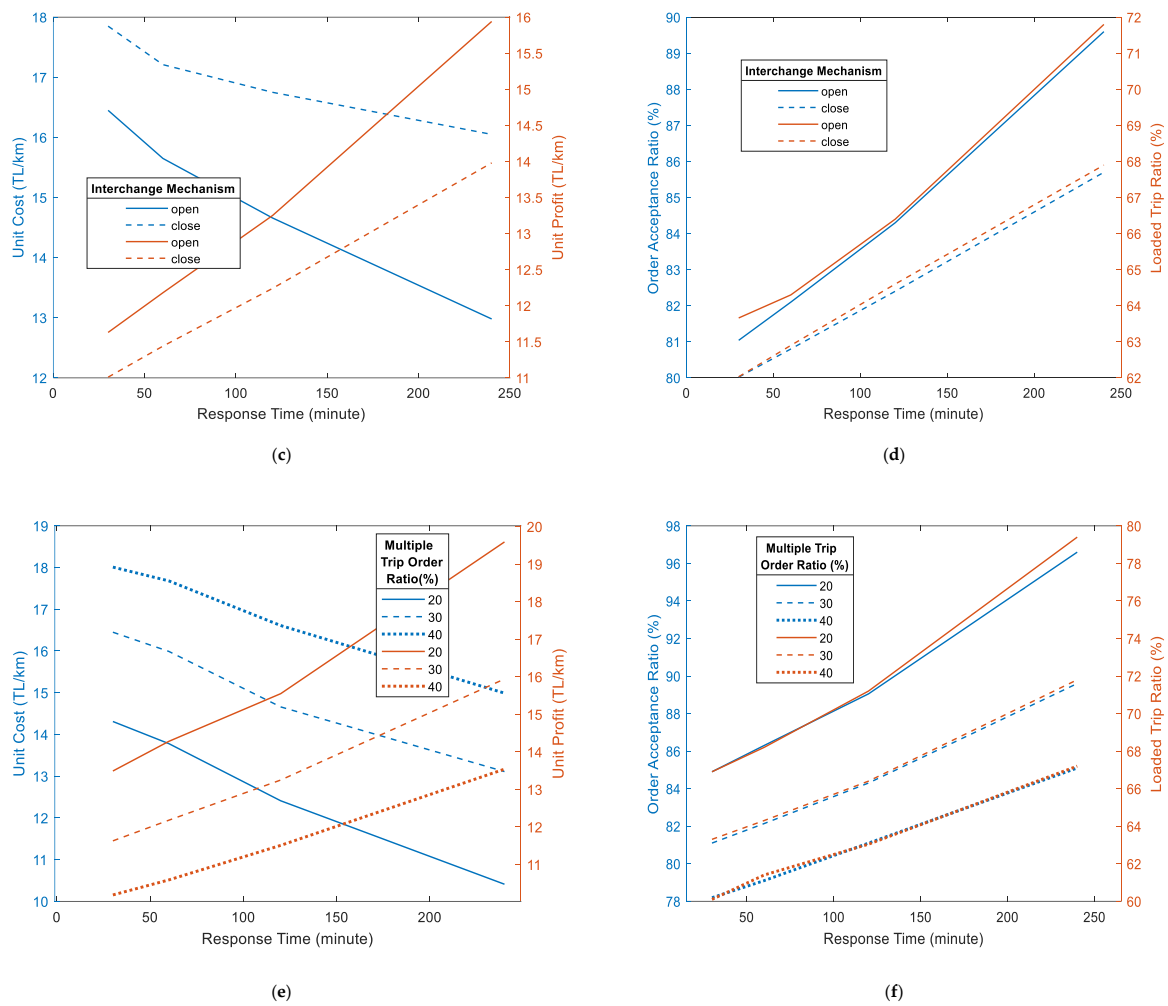 18
17
16
15
14
13
12
Unit Cost (TL/km)
16
15.5
15
14.5
14
13.5
13
12.5
12
11.5
11
Unit Profit (TL/km)
Interchange Mechanism
open
close
open
close
0 50 100 150 200 250
Response Time (minute)
(c)
90
89
88
87
86
85
84
83
82
81
80
Order Acceptance Ratio (%)
72
71
70
69
68
67
66
65
64
63
62
Loaded Trip Ratio (%)
Interchange Mechanism
open
close
open
close
0 50 100 150 200 250
Response Time (minute)
(d)
19
18
17
16
15
14
13
12
11
10
Unit Cost (TL/km)
20
19
18
17
16
15
14
13
12
11
Unit Profit (TL/km)
Multiple
Trip Order
Ratio(%)
20
30
40
20
30
40
0 50 100 150 200
Response Time (minute)
(e)
98
96
94
92
90
88
86
84
82
80
78
Order Acceptance Ratio (%)
80
78
76
74
72
70
68
66
64
62
60
Loaded Trip Ratio (%)
Multiple Trip
Order Ratio (%)
20
30
40
20
30
40
50 100 150 200 250
Response Time (minute)
(f)